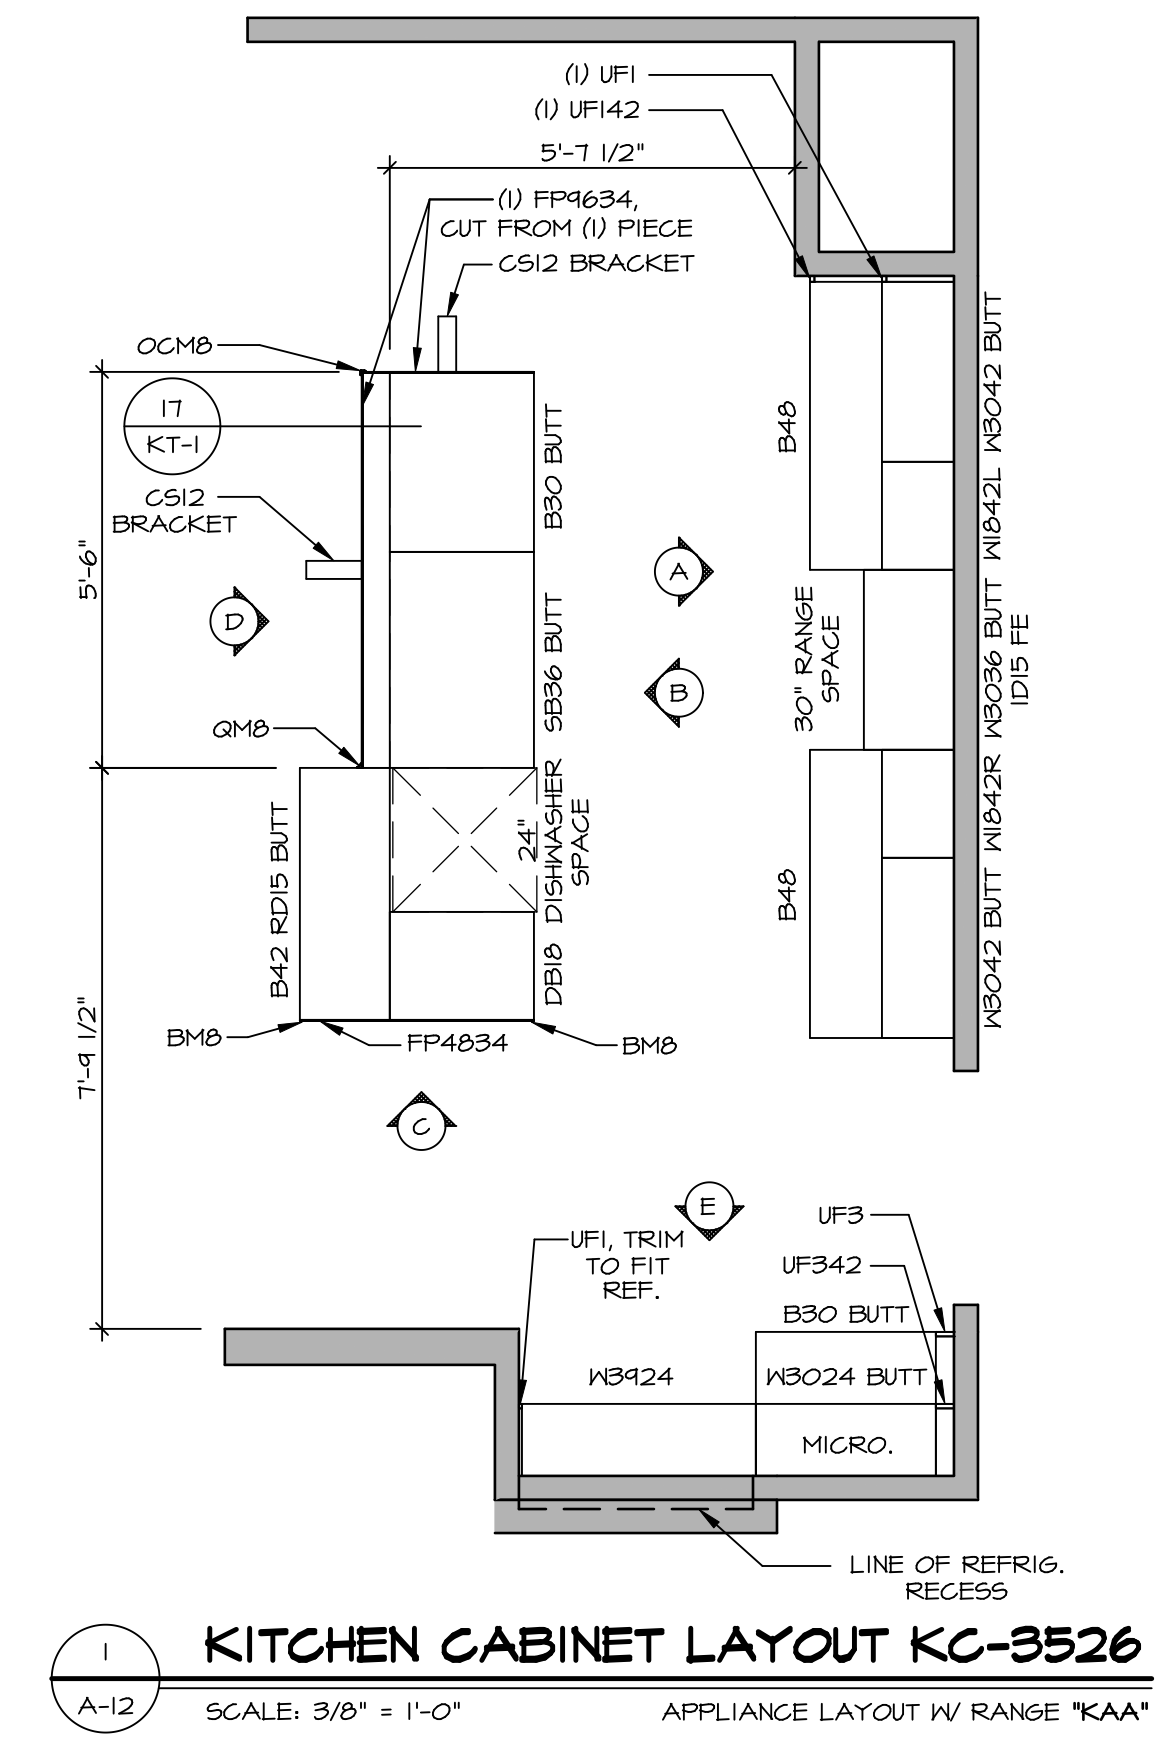 (1) UF1
(1) UF142
5'-7 1/2"
(1) FP9634,
CUT FROM (1) PIECE
CS12 BRACKET
OCM8
17
KT-1
CS12
BRACKET
5'-6"
D
QM8
B30 BUTT
SB36 BUTT
24"
DISHWASHER
SPACE
DB18
B42 RD15 BUTT
BM8
FP4834
BM8
7'-9 1/2"
A
B
C
B48
30" RANGE
SPACE
B48
W3042 BUTT
W1842L
W3036 BUTT
1D15 FE
W1842R
W3042 BUTT
E
UF1, TRIM
TO FIT
REF.
UF3
UF342
B30 BUTT
W3924
W3024 BUTT
MICRO.
LINE OF REFRIG.
RECESS
1
A-12
KITCHEN CABINET LAYOUT KC-3526
SCALE: 3/8" = 1'-0"
APPLIANCE LAYOUT W/ RANGE "KAA"